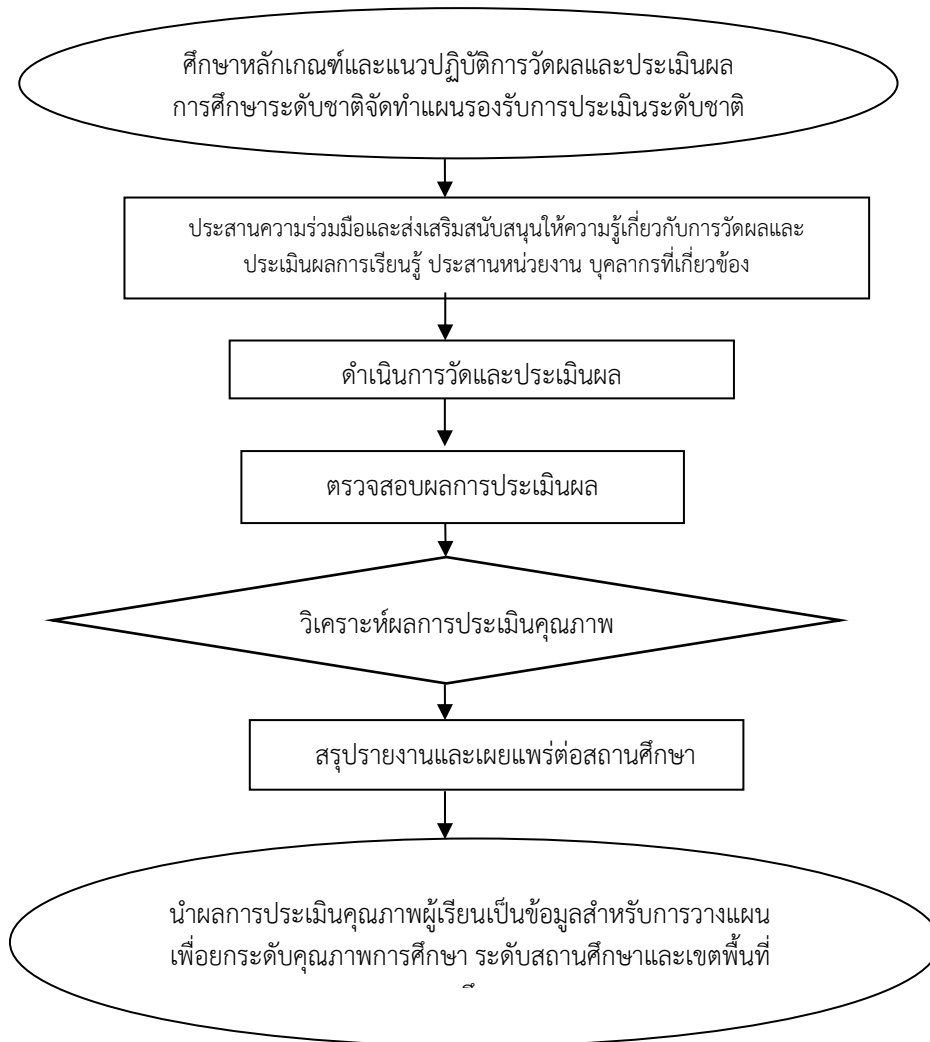 ศึกษาหลักเกณฑ์และแนวปฏิบัติการวัดผลและประเมินผล
การศึกษาระดับชาติจัดทำแผนรองรับการประเมินระดับชาติ
ประสานความร่วมมือและส่งเสริมสนับสนุนให้ความรู้เกี่ยวกับการวัดผลและ
ประเมินผลการเรียนรู้ ประสานหน่วยงาน บุคลากรที่เกี่ยวข้อง
ดำเนินการวัดและประเมินผล
ตรวจสอบผลการประเมินผล
วิเคราะห์ผลการประเมินคุณภาพ
สรุปรายงานและเผยแพร่ต่อสถานศึกษา
นำผลการประเมินคุณภาพผู้เรียนเป็นข้อมูลสำหรับการวางแผน
เพื่อยกระดับคุณภาพการศึกษา ระดับสถานศึกษาและเขตพื้นที่